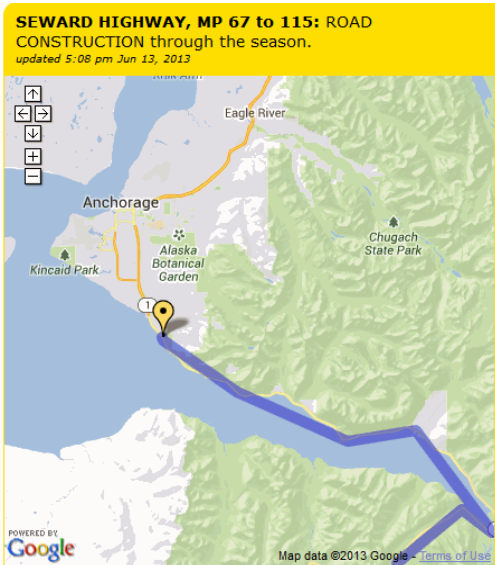 SEWARD HIGHWAY, MP 67 to 115: ROAD
CONSTRUCTION through the season.
updated 5:08 pm Jun 13, 2013
Knik Arm
Eagle River
Anchorage
Chugach
State Park
Alaska
Botanical
Garden
Kincaid Park
1
POWERED BY
Google
Map data ©2013 Google - Terms of Use